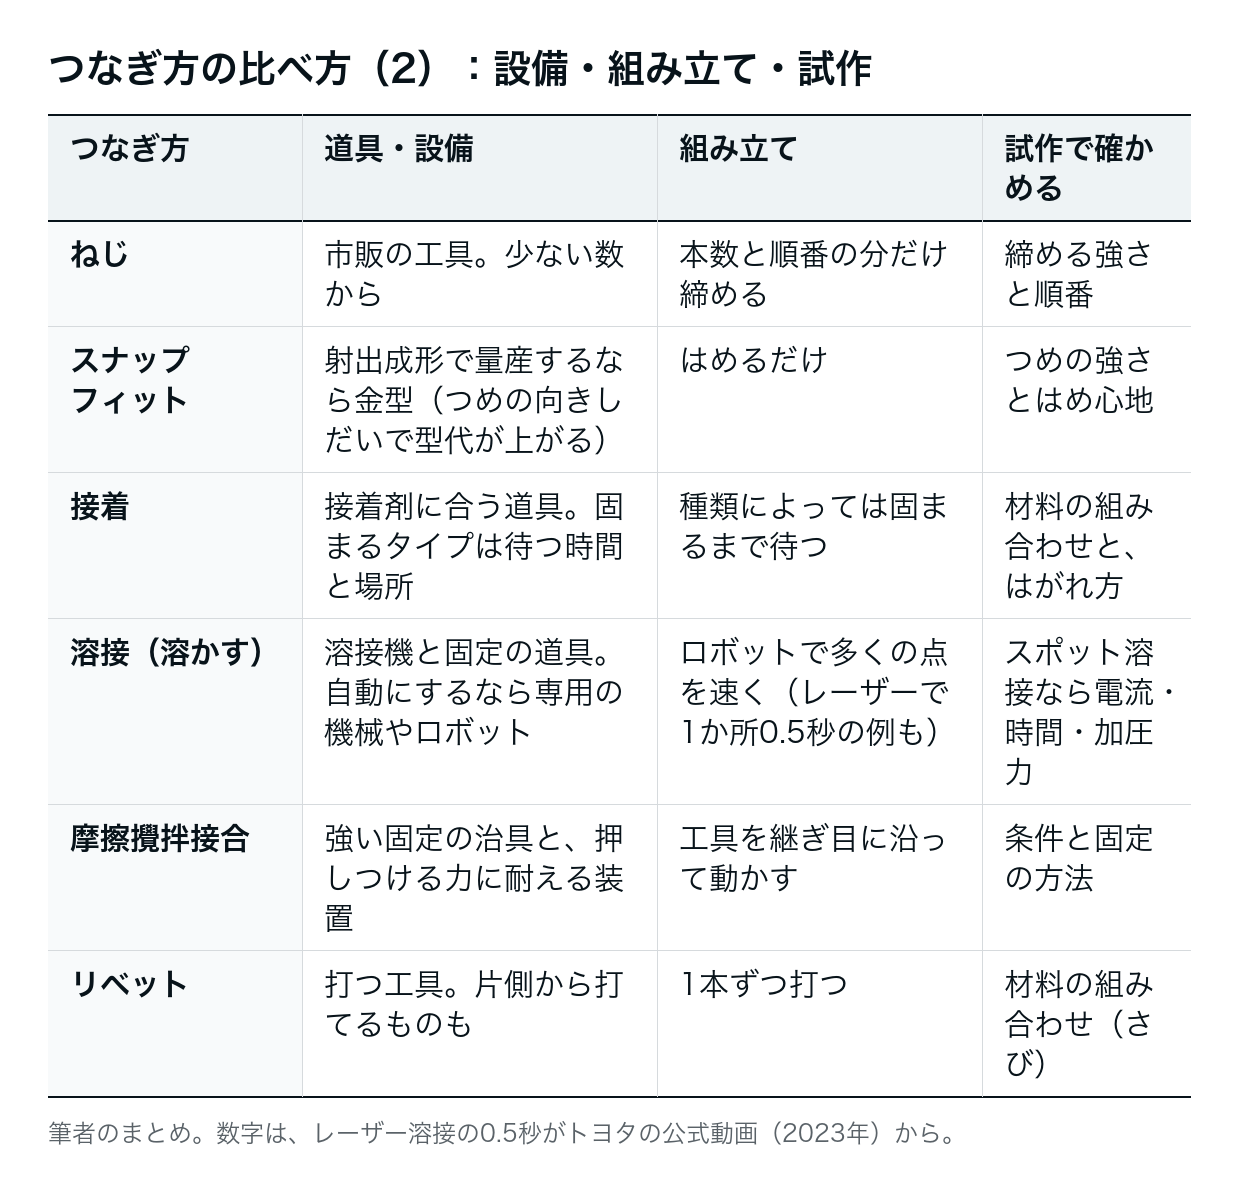 つなぎ方の比べ方（2）：設備・組み立て・試作
つなぎ方
道具・設備
組み立て
試作で確か
める
ねじ
市販の工具。少ない数
から
本数と順番の分だけ
締める
締める強さ
と順番
スナップ
フィット
射出成形で量産するな
ら金型（つめの向きし
だいで型代が上がる）
はめるだけ
つめの強さ
とはめ心地
接着
接着剤に合う道具。固
まるタイプは待つ時間
と場所
種類によっては固ま
るまで待つ
材料の組み
合わせと、
はがれ方
溶接（溶かす）
溶接機と固定の道具。
自動にするなら専用の
機械やロボット
ロボットで多くの点
を速く（レーザーで
1か所0.5秒の例も）
スポット溶
接なら電流・
時間・加圧
力
摩擦攪拌接合
強い固定の治具と、押
しつける力に耐える装
置
工具を継ぎ目に沿っ
て動かす
条件と固定
の方法
リベット
打つ工具。片側から打
てるものも
1本ずつ打つ
材料の組み
合わせ（さ
び）
筆者のまとめ。数字は、レーザー溶接の0.5秒がトヨタの公式動画（2023年）から。